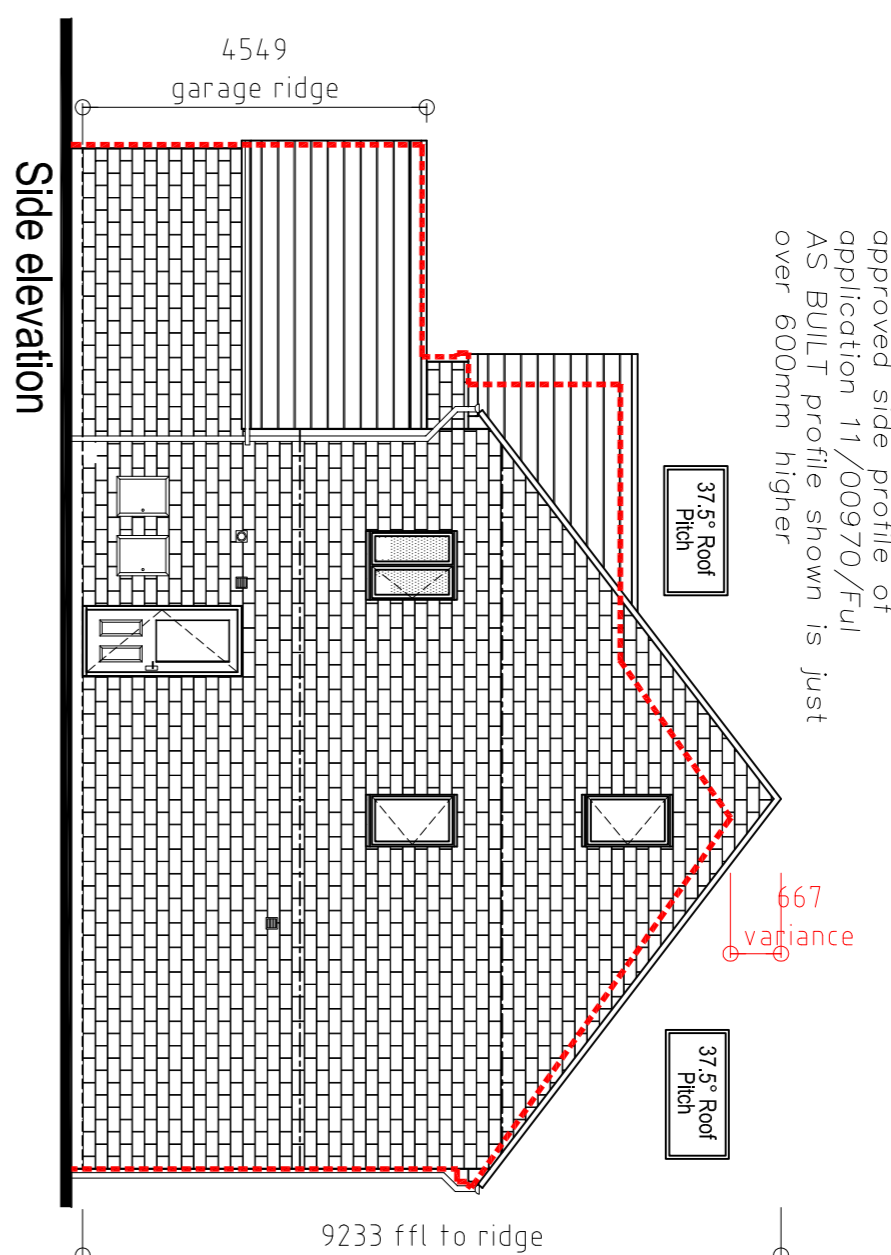 4549
garage ridge
Side elevation
approved side profile of
application 11/00970/Ful
AS BUILT profile shown is just
over 600mm higher
37.5° Roof
Pitch
667
variance
37.5° Roof
Pitch
9233 ffl to ridge